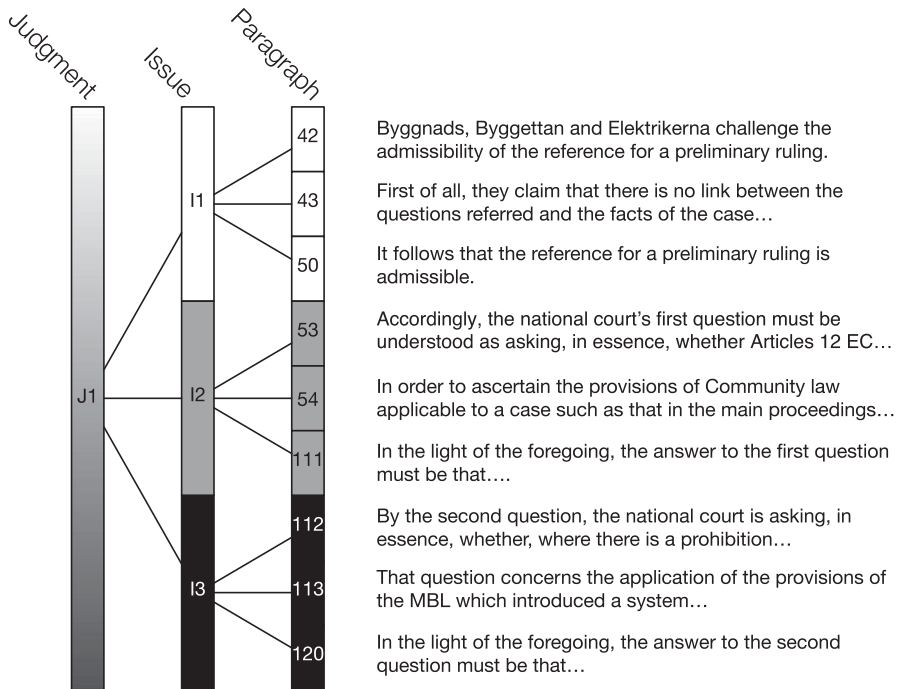 Judgment
Issue
Paragraph
42
Byggnads, Byggettan and Elektrikerna challenge the
admissibility of the reference for a preliminary ruling.
I1
43
First of all, they claim that there is no link between the
questions referred and the facts of the case…
50
It follows that the reference for a preliminary ruling is
admissible.
53
Accordingly, the national court’s first question must be
understood as asking, in essence, whether Articles 12 EC…
J1
I2
54
In order to ascertain the provisions of Community law
applicable to a case such as that in the main proceedings…
111
In the light of the foregoing, the answer to the first question
must be that….
112
By the second question, the national court is asking, in
essence, whether, where there is a prohibition…
I3
113
That question concerns the application of the provisions of
the MBL which introduced a system…
120
In the light of the foregoing, the answer to the second
question must be that…